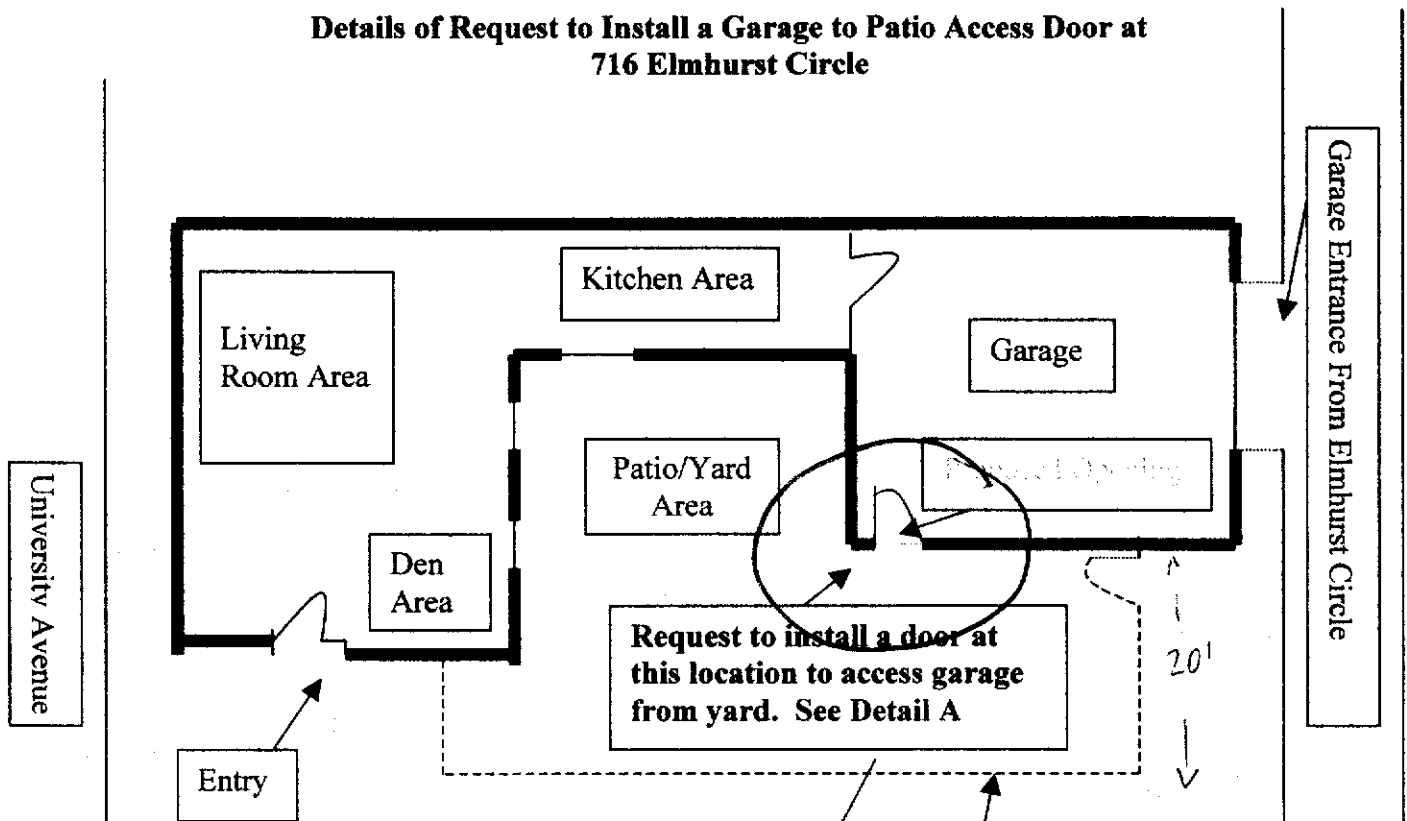 Details of Request to Install a Garage to Patio Access Door at
716 Elmhurst Circle
Garage Entrance From Elmhurst Circle
Kitchen Area
Living
Room Area
Garage
Patio/Yard
Area
Opening
University Avenue
Den
Area
Request to install a door at
this location to access garage
from yard. See Detail A
20'
Entry